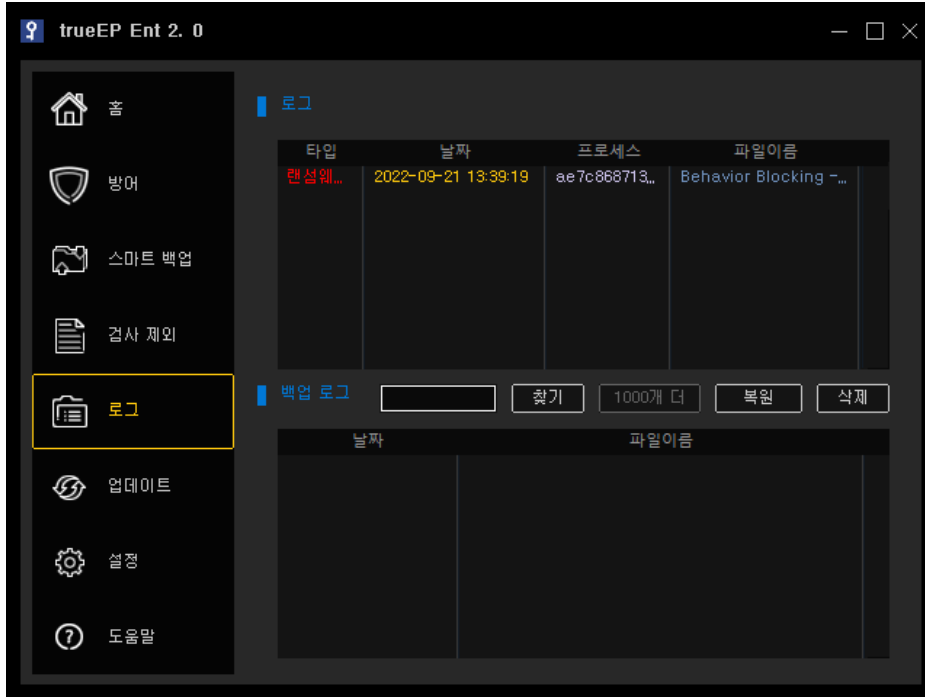 trueEP Ent 2. 0
홈
방어
스마트 백업
검사 제외
로그
업데이트
설정
도움말
로그
타입 날짜 프로세스 파일이름
랜섬웨... 2022-09-21 13:39:19 ae7c868713... Behavior Blocking -...
백업 로그 찾기 1000개 더 복원 삭제
날짜 파일이름